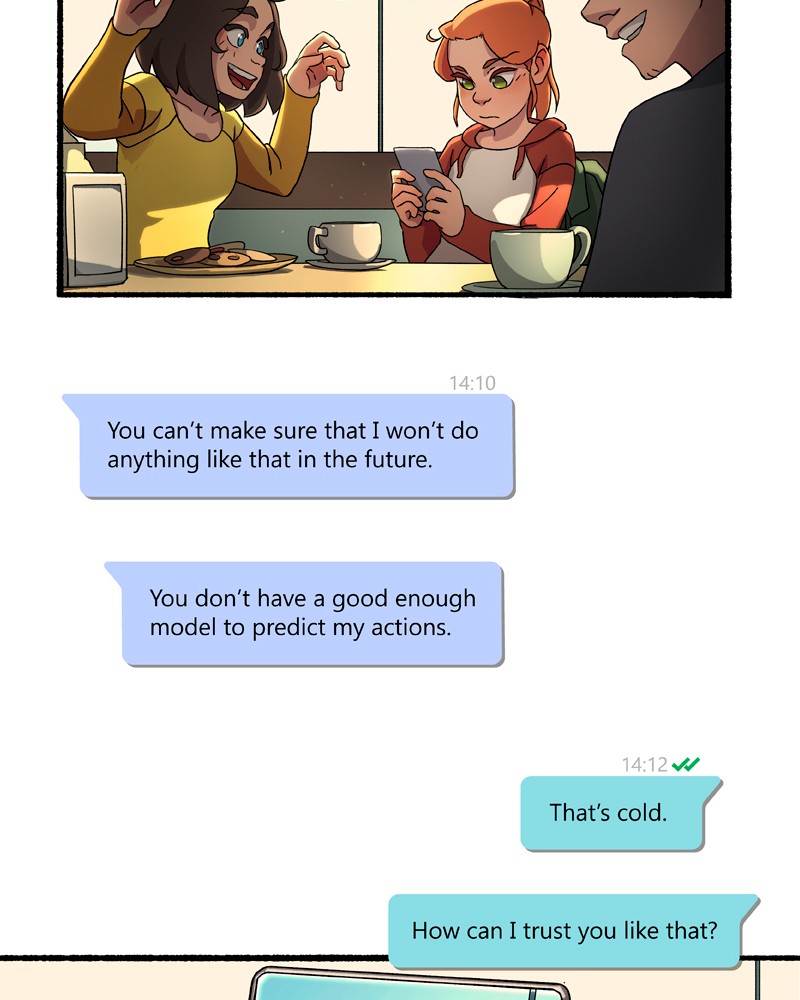 14:10
You can't make sure that I won't do
anything like that in the future.
You don't have a good enough
model to predict my actions.
14:12
That's cold.
How can I trust you like that?